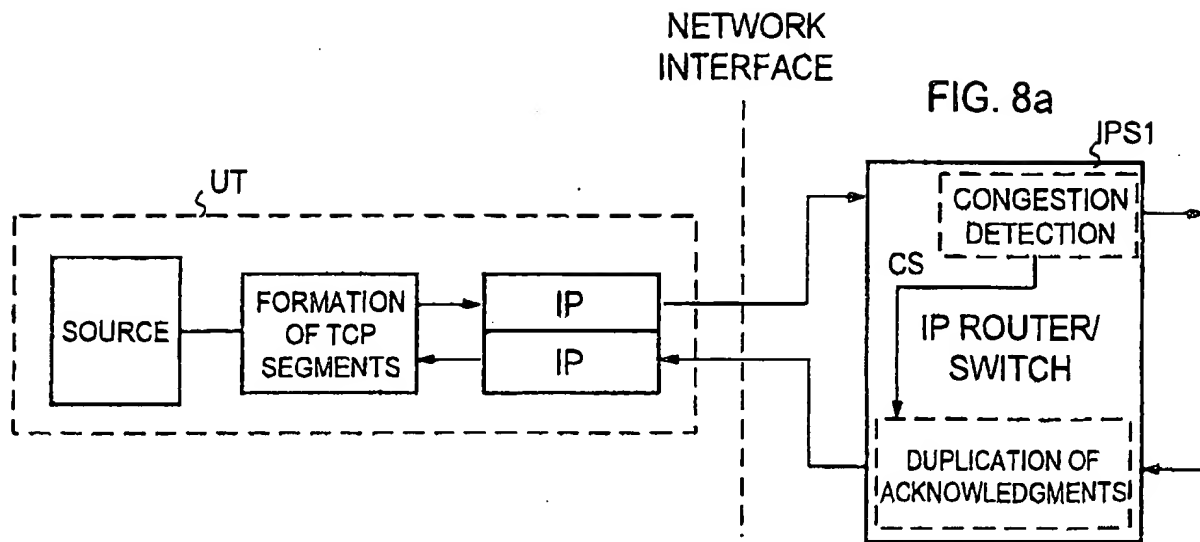 NETWORK
INTERFACE
FIG. 8a
IPS1
UT
CONGESTION
DETECTION
CS
SOURCE
FORMATION
OF TCP
SEGMENTS
IP
IP
IP ROUTER/
SWITCH
DUPLICATION OF
ACKNOWLEDGMENTS